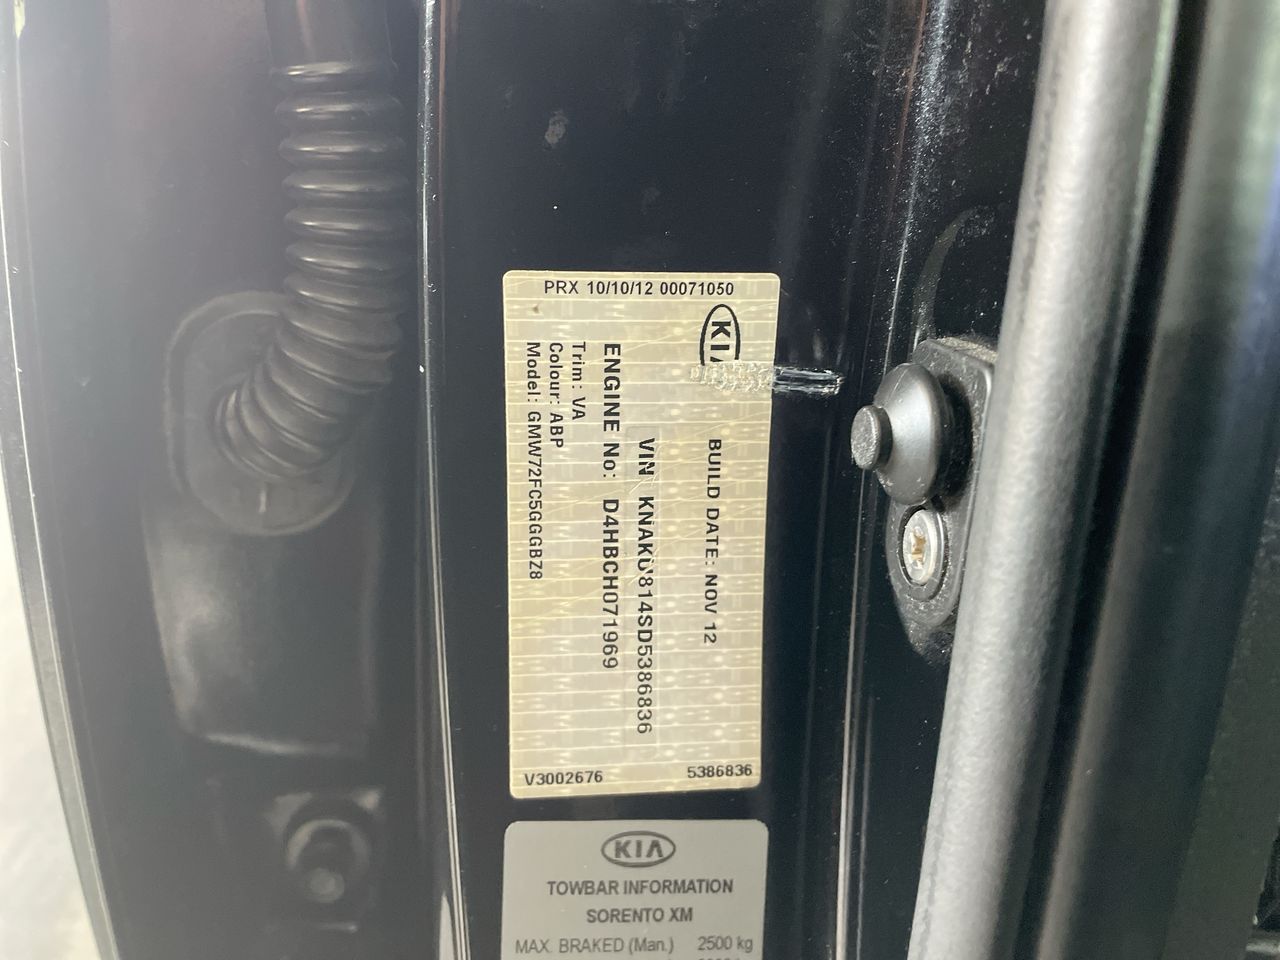 PRX 10/10/12 00071050
KIA
BUILD DATE: NOV 12
VIN KNAKU814SD5386836
ENGINE No: D4HBCH071969
Trim: VA
Colour: ABP
Model: GMW72FC5GGGBZ8
V3002676 5386836
KIA
TOWBAR INFORMATION
SORENTO XM
MAX. BRAKED (Man.) 2500 kg